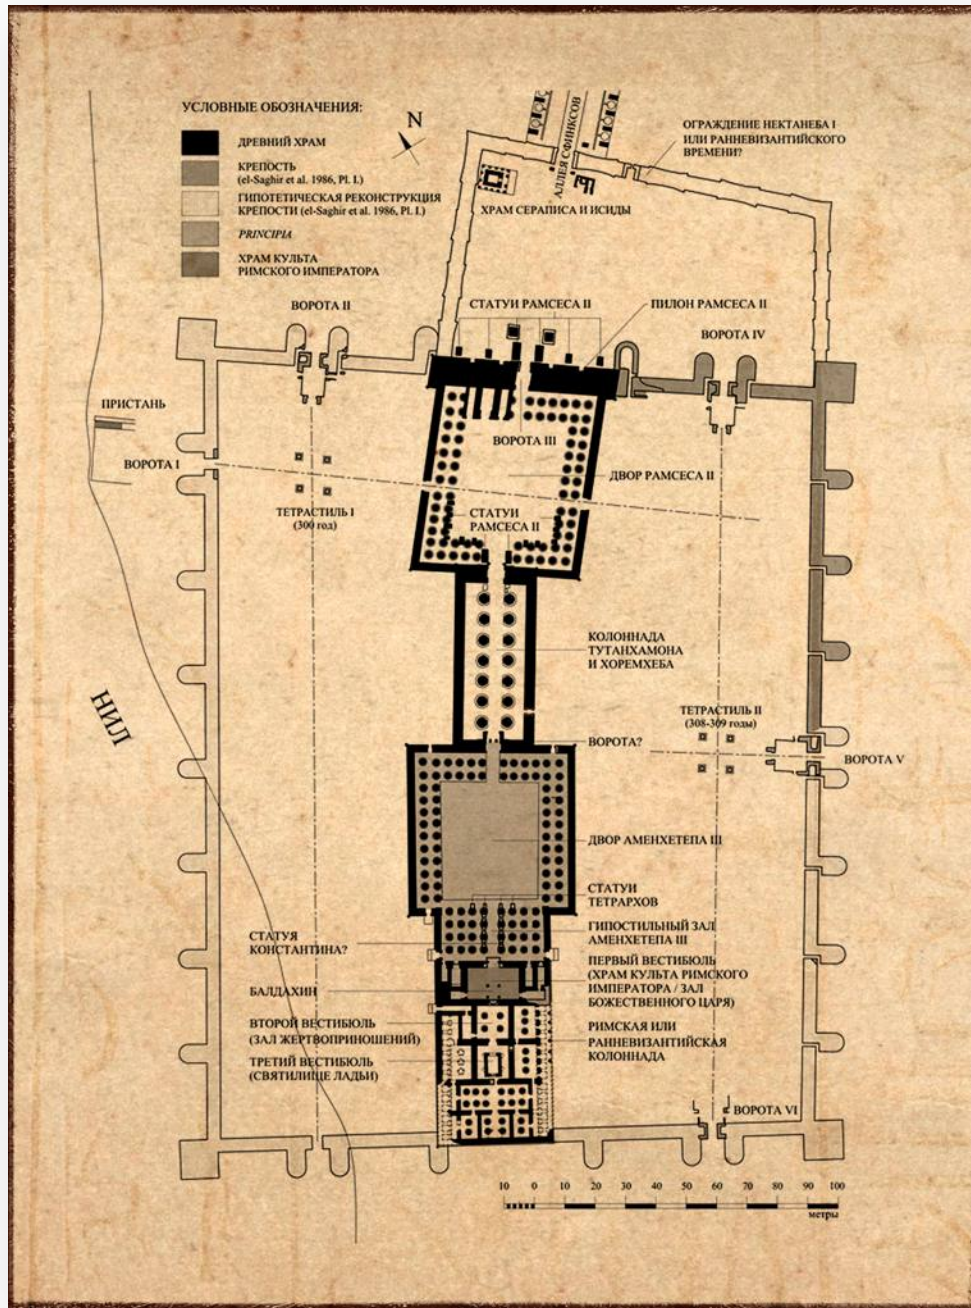 УСЛОВНЫЕ ОБОЗНАЧЕНИЯ:
ДРЕВНИЙ ХРАМ
КРЕПОСТЬ
(el-Saghir et al. 1986, Pl. I.)
ГИПОТЕТИЧЕСКАЯ РЕКОНСТРУКЦИЯ
КРЕПОСТИ (el-Saghir et al. 1986, Pl. I.)
PRINCIPIA
ХРАМ КУЛЬТА
РИМСКОГО ИМПЕРАТОРА
N
АЛЛЕЯ СФИНКСОВ
ОГРАЖДЕНИЕ НЕКТАНЕБА I
ИЛИ РАННЕВИЗАНТИЙСКОГО
ВРЕМЕНИ?
ХРАМ СЕРАПИСА И ИСИДЫ
ВОРОТА II
СТАТУИ РАМСЕСА II
ПИЛОН РАМСЕСА II
ВОРОТА IV
ПРИСТАНЬ
ВОРОТА I
ВОРОТА III
ДВОР РАМСЕСА II
ТЕТРАСТИЛЬ I
(300 год)
СТАТУИ
РАМСЕСА II
КОЛОННАДА
ТУТАНХАМОНА
И ХОРЕМХЕБА
НИЛ
ТЕТРАСТИЛЬ II
(308-309 годы)
ВОРОТА?
ВОРОТА V
ДВОР АМЕНХЕТЕПА III
СТАТУИ
ТЕТРАРХОВ
ГИПОСТИЛЬНЫЙ ЗАЛ
АМЕНХЕТЕПА III
СТАТУЯ
КОНСТАНТИНА?
ПЕРВЫЙ ВЕСТИБЮЛЬ
(ХРАМ КУЛЬТА РИМСКОГО
ИМПЕРАТОРА / ЗАЛ
БОЖЕСТВЕННОГО ЦАРЯ)
БАЛДАХИН
ВТОРОЙ ВЕСТИБЮЛЬ
(ЗАЛ ЖЕРТВОПРИНОШЕНИЙ)
РИМСКАЯ ИЛИ
РАННЕВИЗАНТИЙСКАЯ
КОЛОННАДА
ТРЕТИЙ ВЕСТИБЮЛЬ
(СВЯТИЛИЩЕ ЛАДЬИ)
ВОРОТА VI
10 0 10 20 30 40 50 60 70 80 90 100
метры